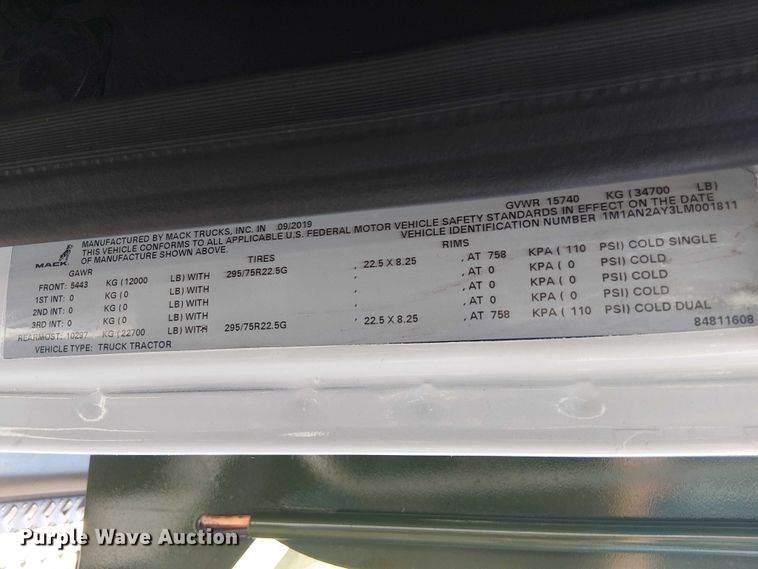 MACK
MANUFACTURED BY MACK TRUCKS, INC. IN 09/2019 GVWR 15740 KG (34700 LB)
THIS VEHICLE CONFORMS TO ALL APPLICABLE U.S. FEDERAL MOTOR VEHICLE SAFETY STANDARDS IN EFFECT ON THE DATE
OF MANUFACTURE SHOWN ABOVE. VEHICLE IDENTIFICATION NUMBER 1M1AN2AY3LM001811
GAWR TIRES RIMS
FRONT: 5443 KG (12000 LB) WITH 295/75R22.5G , 22.5 X 8.25 , AT 758 KPA ( 110 PSI) COLD SINGLE
1ST INT: 0 KG (0 LB) WITH , , AT 0 KPA ( 0 PSI) COLD
2ND INT: 0 KG (0 LB) WITH , , AT 0 KPA ( 0 PSI) COLD
3RD INT: 0 KG (0 LB) WITH , , AT 0 KPA ( 0 PSI) COLD
REARMOST: 10297 KG (22700 LB) WITH 295/75R22.5G , 22.5 X 8.25 , AT 758 KPA ( 110 PSI) COLD DUAL
VEHICLE TYPE: TRUCK TRACTOR 84811608
Purple Wave Auction